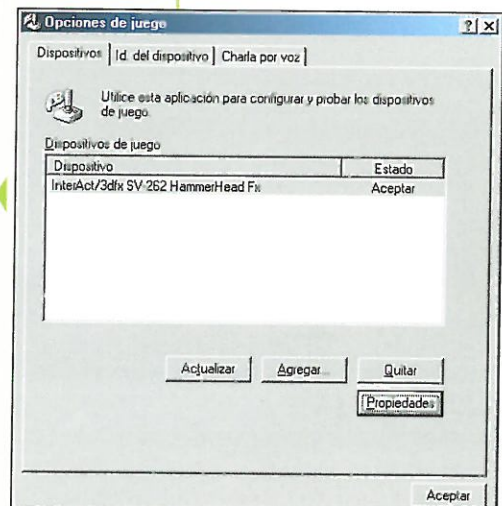 Opciones de juego
Dispositivos Id. del dispositivo Charla por voz
Utilice esta aplicación para configurar y probar los dispositivos
de juego.
Dispositivos de juego
Dispositivo Estado
InterAct/3dfx SV-262 HammerHead Fx Aceptar
Actualizar Agregar... Quitar
Propiedades
Aceptar